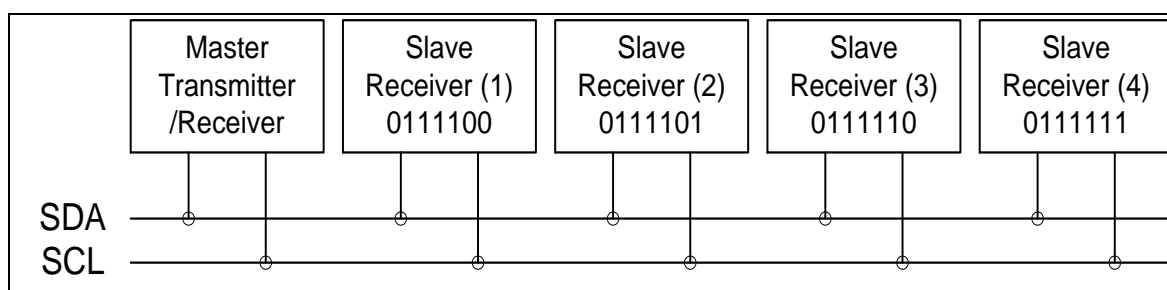 Master
Transmitter
/Receiver
Slave
Receiver (1)
0111100
Slave
Receiver (2)
0111101
Slave
Receiver (3)
0111110
Slave
Receiver (4)
0111111
SDA
SCL